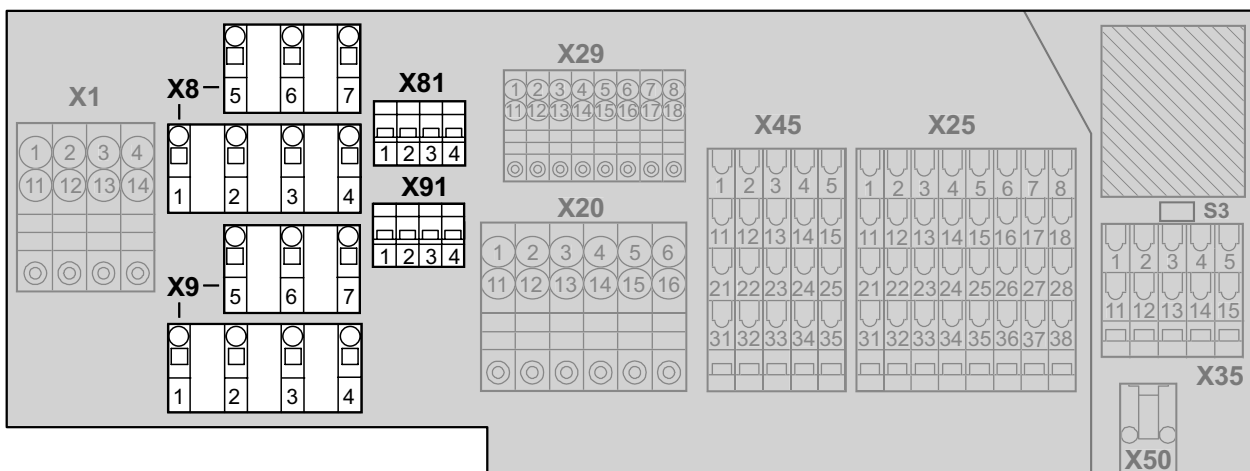 X1
1 2 3 4
11 12 13 14
X8
5 6 7
1 2 3 4
X9
5 6 7
1 2 3 4
X81
1 2 3 4
X91
1 2 3 4
X29
1 2 3 4 5 6 7 8
11 12 13 14 15 16 17 18
X20
1 2 3 4 5 6
11 12 13 14 15 16
X45
1 2 3 4 5
11 12 13 14 15
21 22 23 24 25
31 32 33 34 35
X25
1 2 3 4 5 6 7 8
11 12 13 14 15 16 17 18
21 22 23 24 25 26 27 28
31 32 33 34 35 36 37 38
S3
1 2 3 4 5
11 12 13 14 15
X35
X50